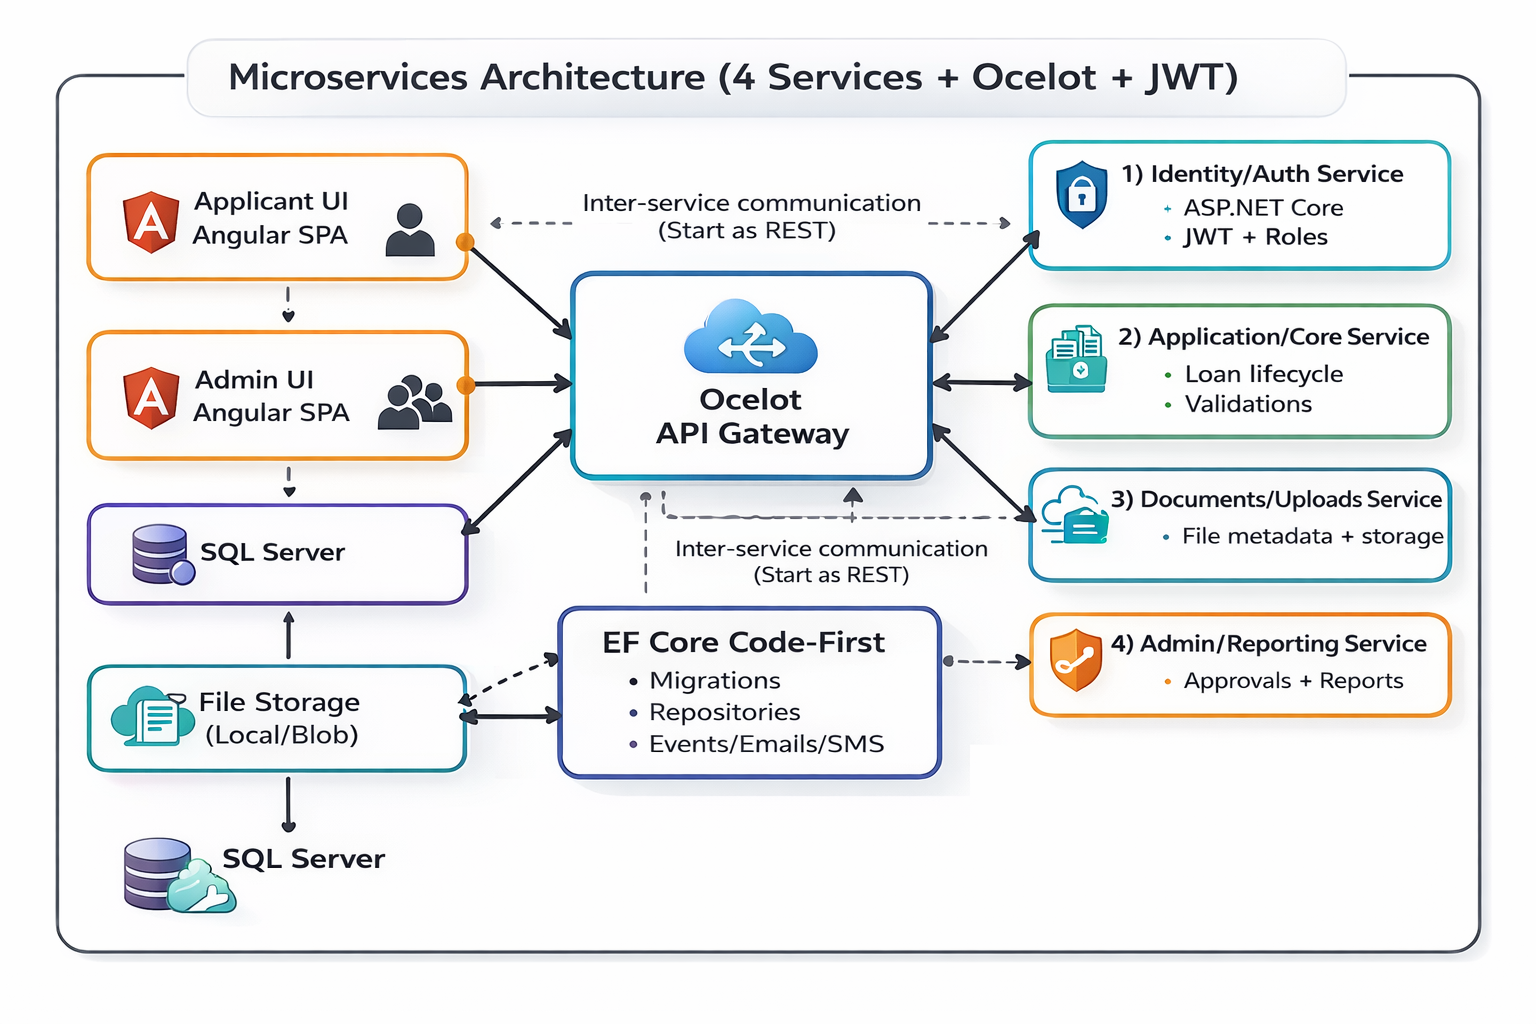 Microservices Architecture (4 Services + Ocelot + JWT)
Applicant UI
Angular SPA
Admin UI
Angular SPA
SQL Server
File Storage
(Local/Blob)
SQL Server
Inter-service communication
(Start as REST)
Ocelot
API Gateway
Inter-service communication
(Start as REST)
EF Core Code-First
• Migrations
• Repositories
• Events/Emails/SMS
1) Identity/Auth Service
• ASP.NET Core
• JWT + Roles
2) Application/Core Service
• Loan lifecycle
• Validations
3) Documents/Uploads Service
• File metadata + storage
4) Admin/Reporting Service
• Approvals + Reports